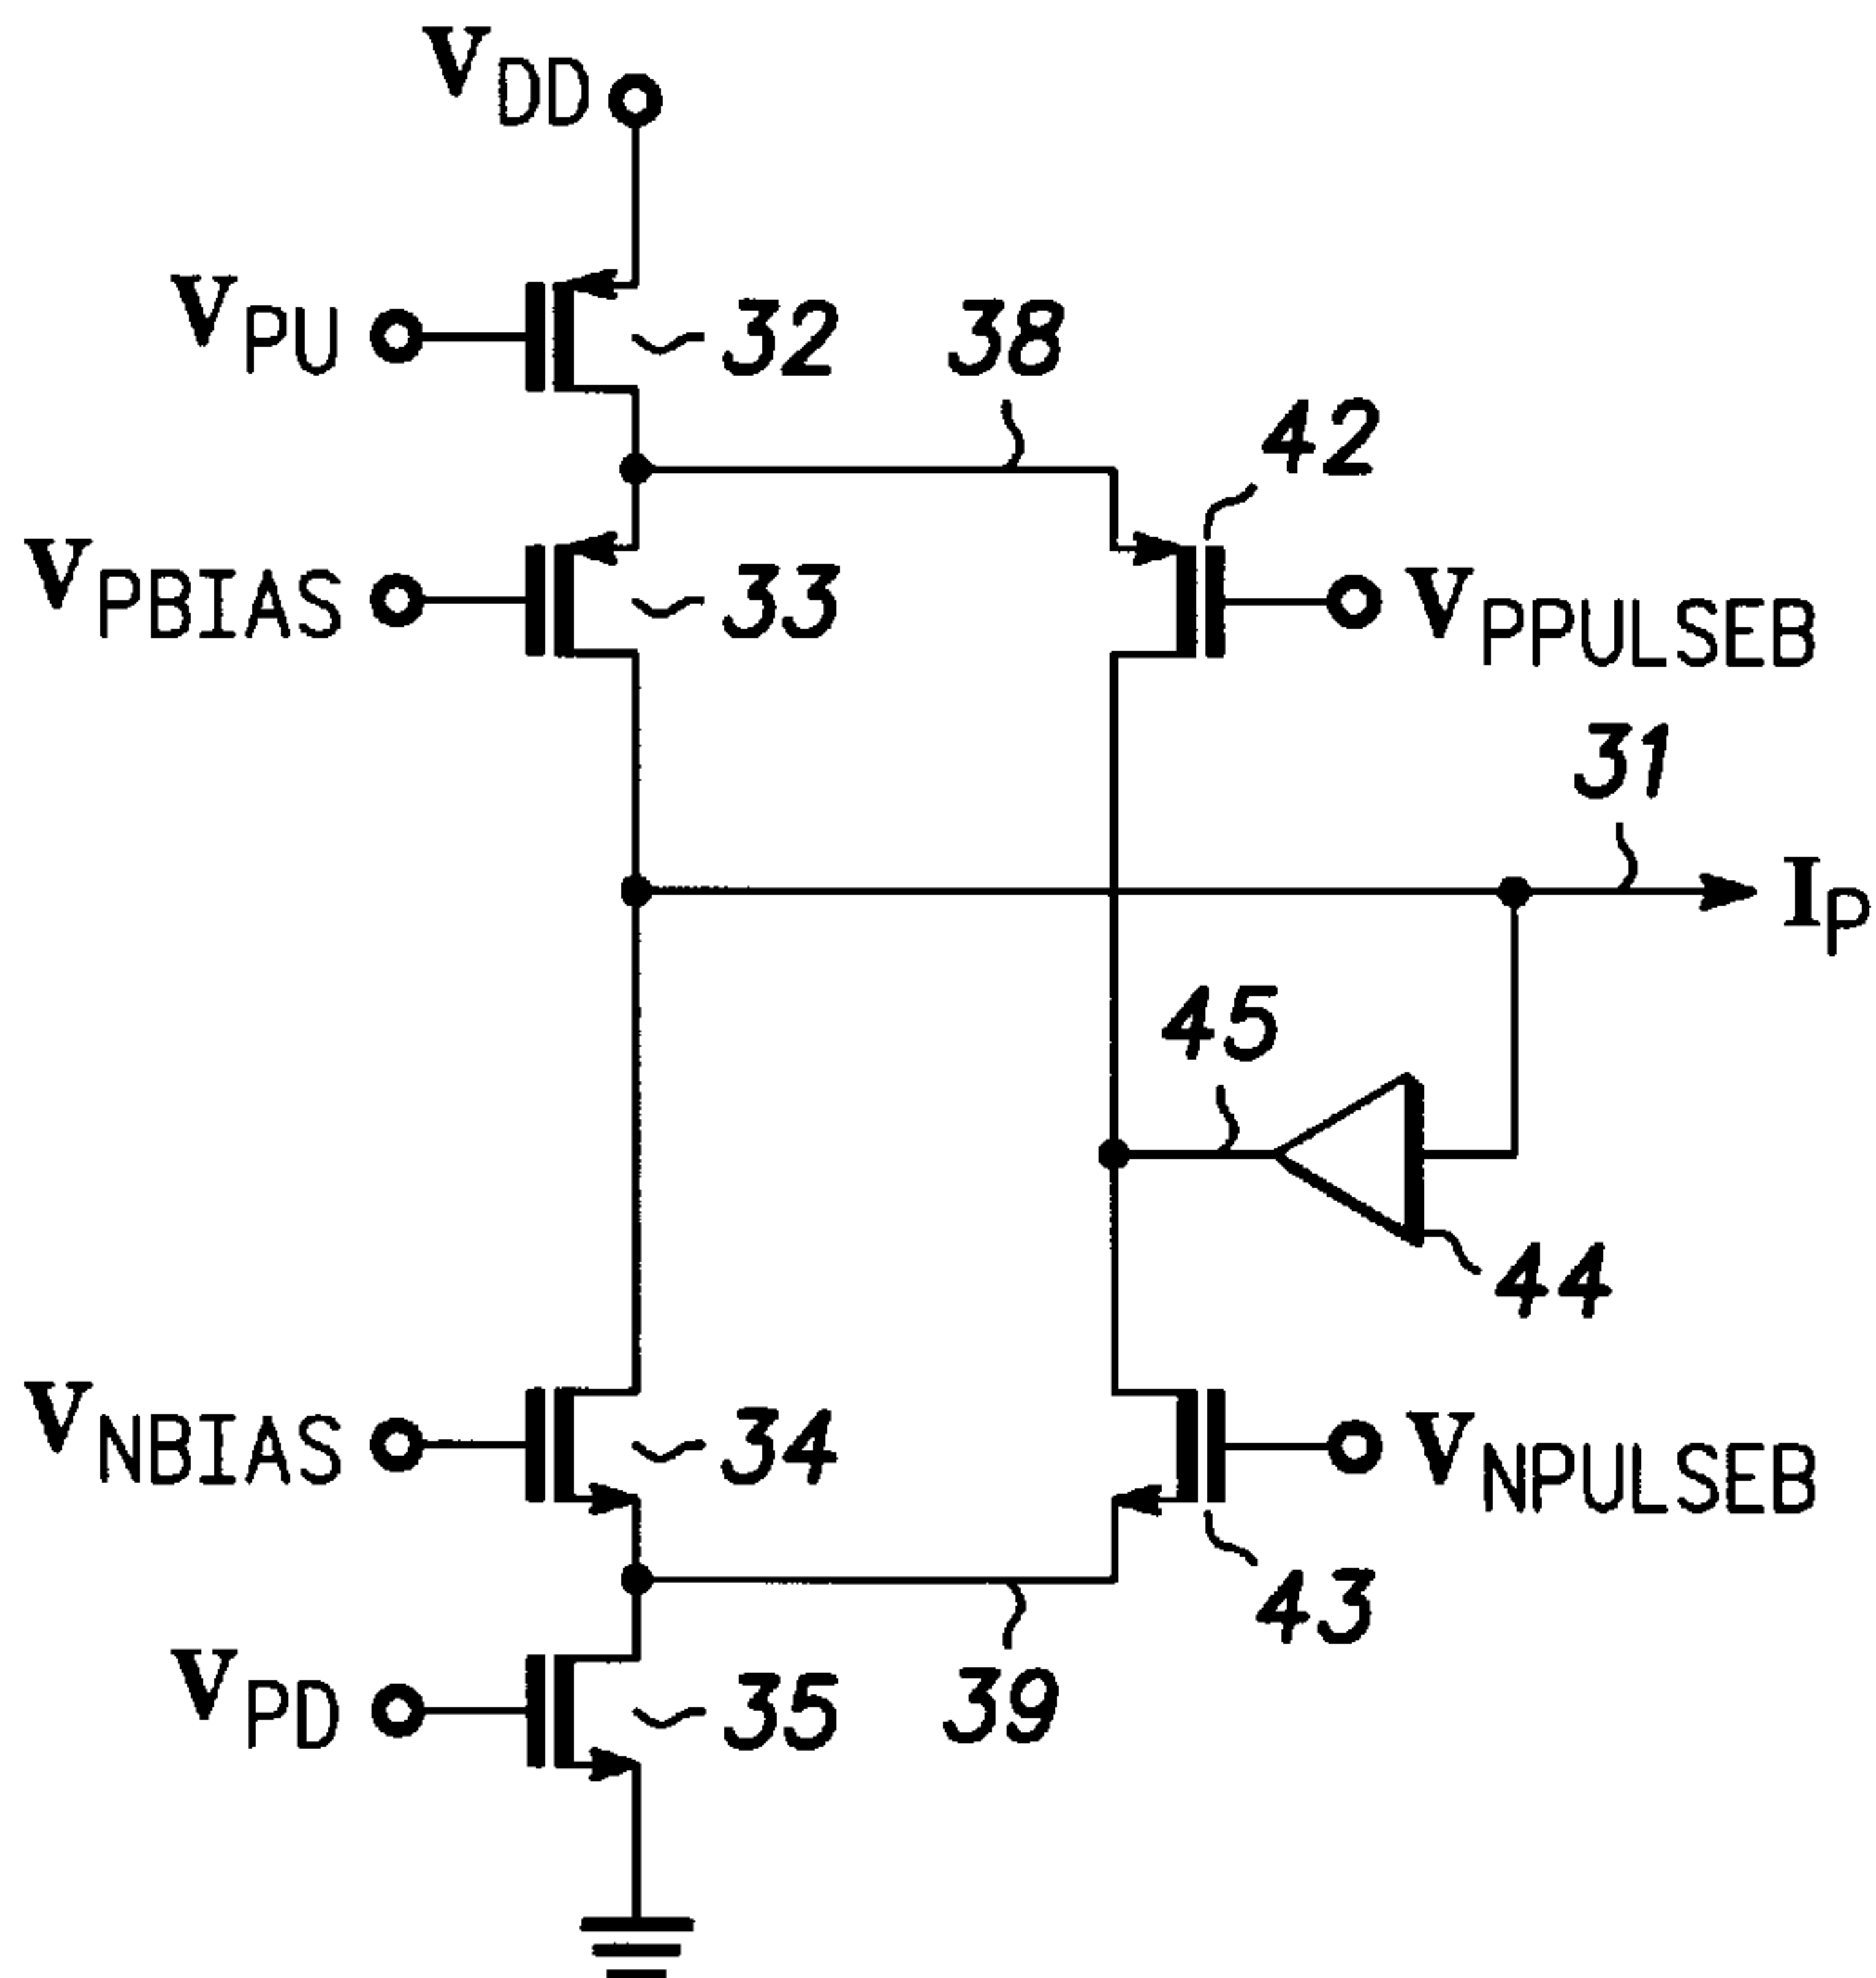 VDD
VPU
32
38
42
VPBIAS
33
VPPULSEB
31
IP
45
44
VNBIAS
34
VNPULSEB
43
VPD
35
39